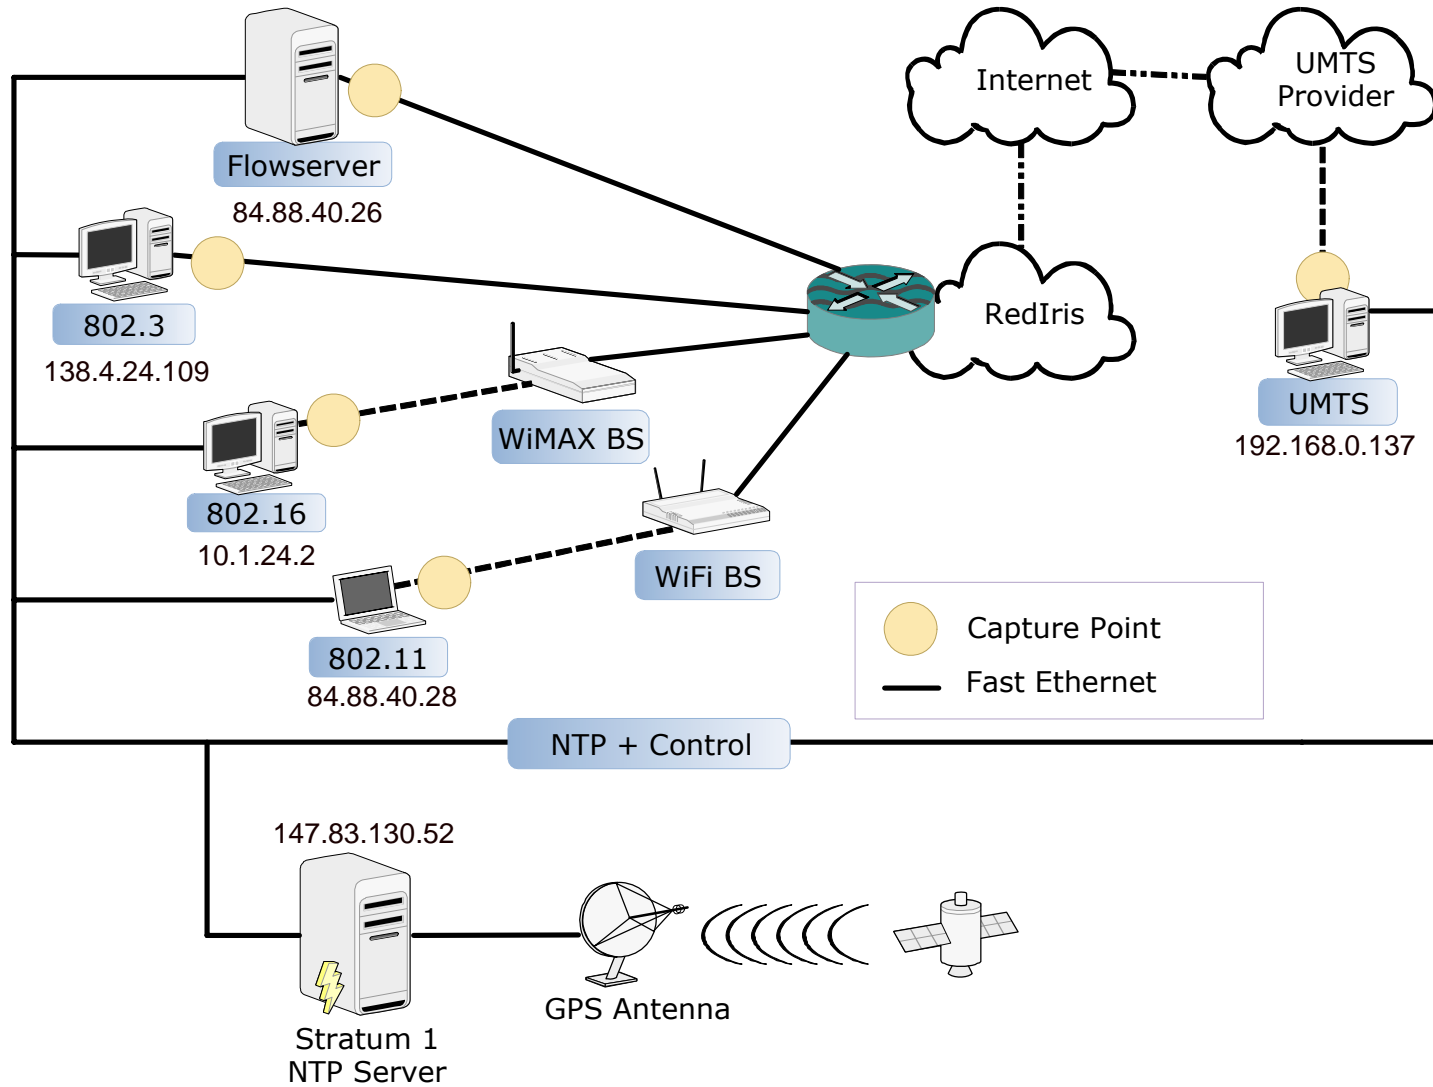 Internet
UMTS
Provider
Flowserver
84.88.40.26
RedIris
802.3
138.4.24.109
UMTS
192.168.0.137
WiMAX BS
802.16
10.1.24.2
WiFi BS
802.11
84.88.40.28
Capture Point
Fast Ethernet
NTP + Control
147.83.130.52
GPS Antenna
Stratum 1
NTP Server